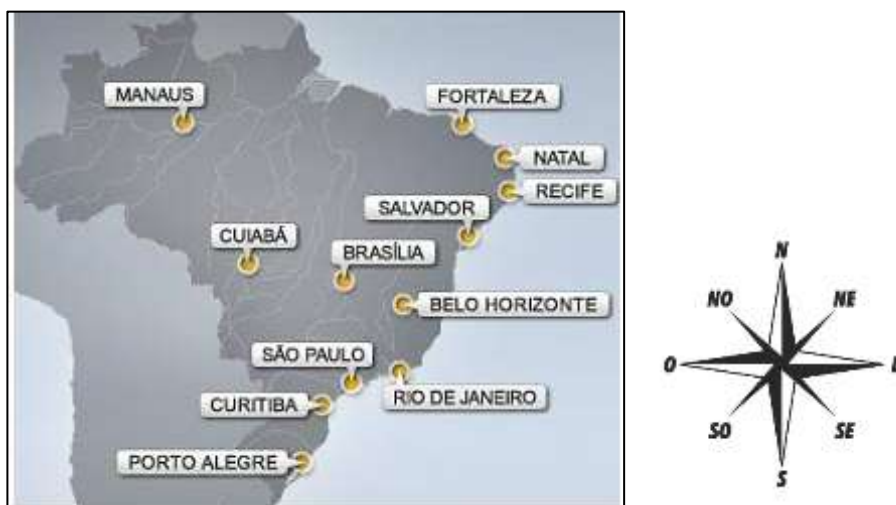 MANAUS
FORTALEZA
NATAL
RECIFE
SALVADOR
CUIABÁ
BRASÍLIA
BELO HORIZONTE
SÃO PAULO
RIO DE JANEIRO
CURITIBA
PORTO ALEGRE
N
NO
NE
O
SO
SE
S